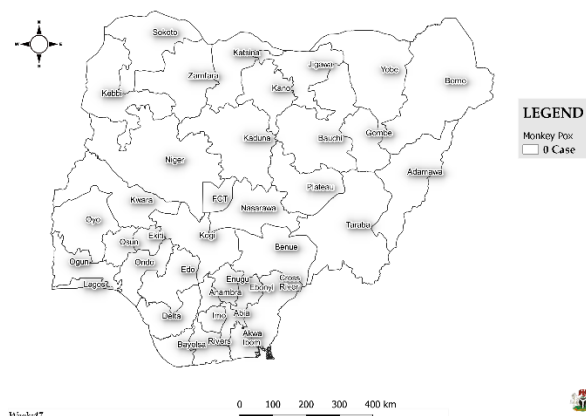 Sokoto
Katsina
Jigawa
Yobe
Borno
Zamfara
Kano
Kebbi
Kaduna
Bauchi
Gombe
Niger
Adamawa
Plateau
FCT
Nasarawa
Kwara
Oyo
Taraba
Kogi
Ekiti
Osun
Benue
Ogun
Ondo
Edo
Lagos
Enugu
Cross
River
Anambra
Ebonyi
Delta
Imo
Abia
Akwa
Ibom
Bayelsa
Rivers
LEGEND
Monkey Pox
0 Case
0 100 200 300 400 km